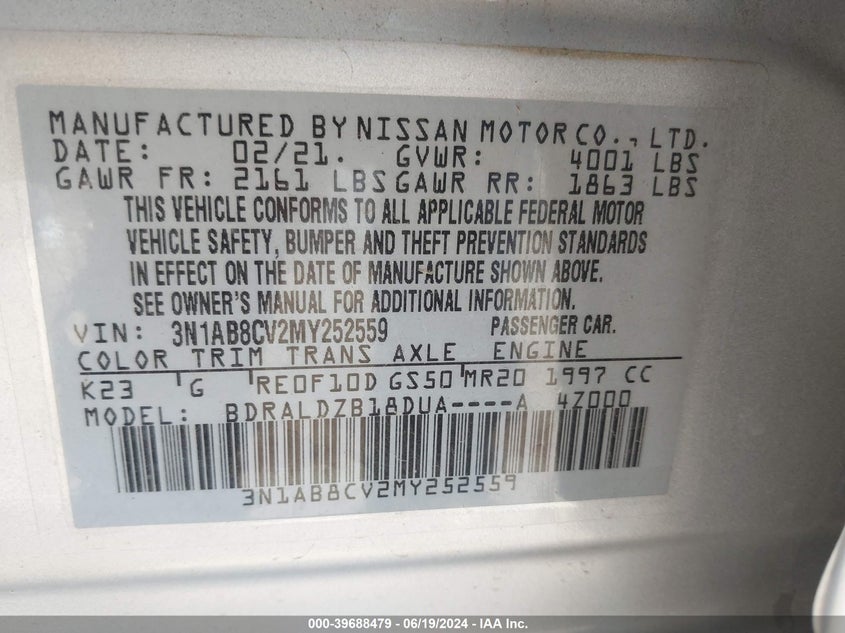 MANUFACTURED BY NISSAN MOTOR CO., LTD.
DATE: 02/21. GVWR: 4001 LBS
GAWR FR: 2161 LBS GAWR RR: 1863 LBS
THIS VEHICLE CONFORMS TO ALL APPLICABLE FEDERAL MOTOR
VEHICLE SAFETY, BUMPER AND THEFT PREVENTION STANDARDS
IN EFFECT ON THE DATE OF MANUFACTURE SHOWN ABOVE.
SEE OWNER'S MANUAL FOR ADDITIONAL INFORMATION.
VIN: 3N1AB8CV2MY252559 PASSENGER CAR.
COLOR TRIM TRANS AXLE ENGINE
K23 G RE0F10D GS50 MR20 1997 CC
MODEL: BDRALDZB18DUA----A 4Z000
3N1AB8CV2MY252559
000-39688479 - 06/19/2024 - IAA Inc.